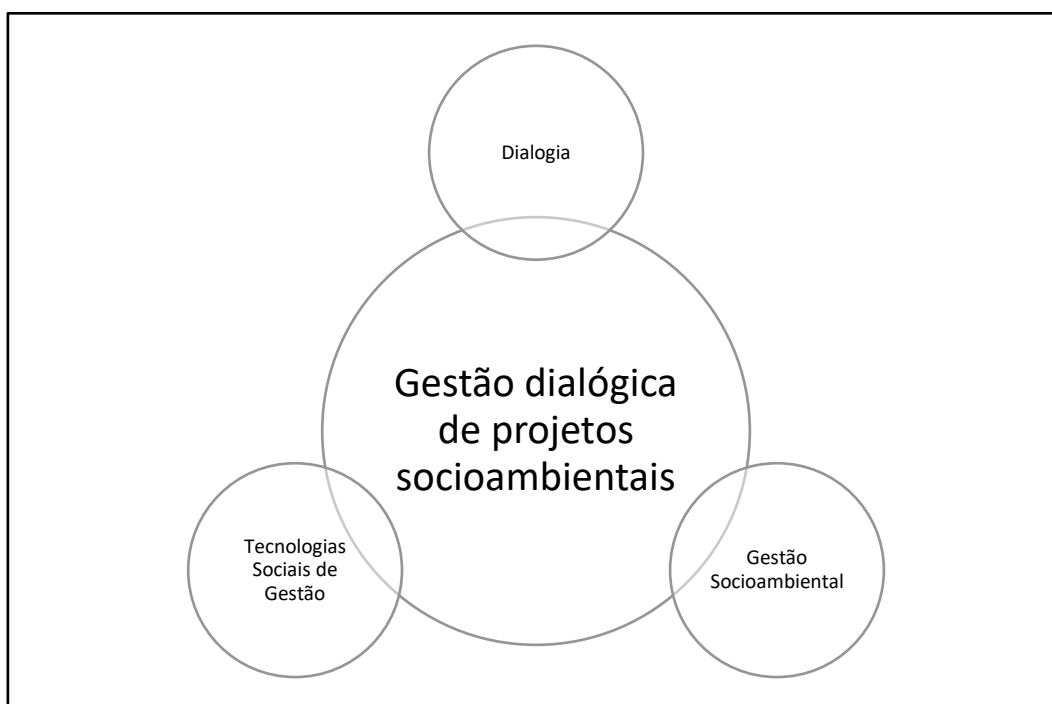 Dialogia
Gestão dialógica
de projetos
socioambientais
Tecnologias
Sociais de
Gestão
Gestão
Socioambiental